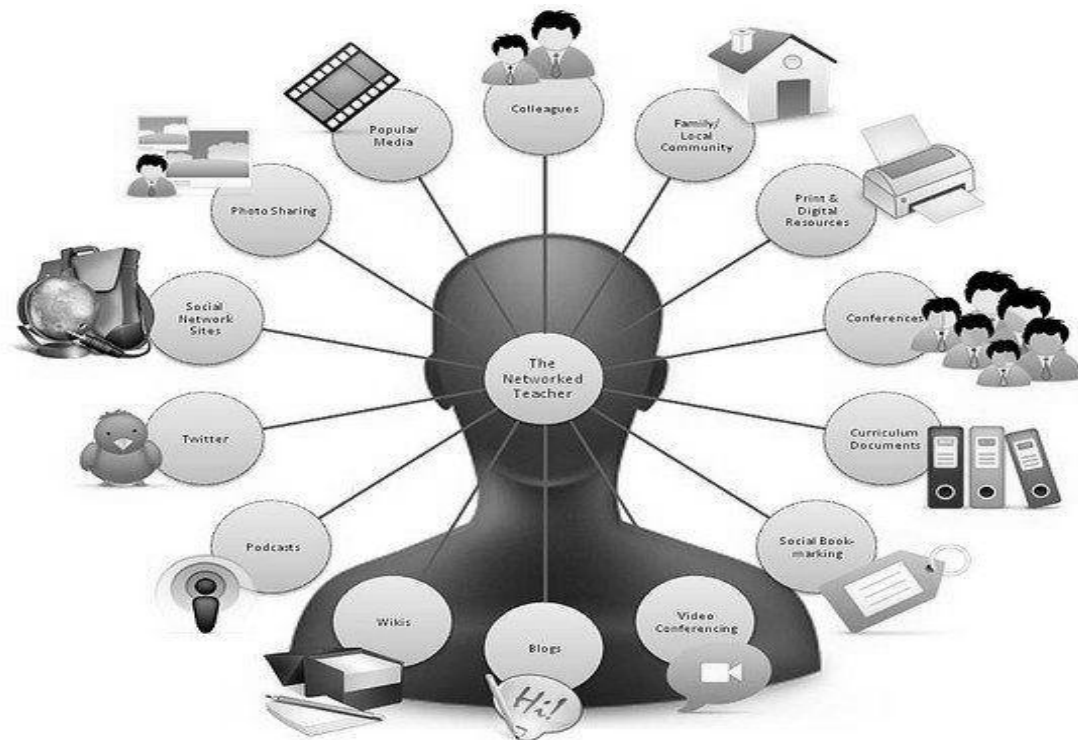 Colleagues
Family/
Local
Community
Print &
Digital
Resources
Conferences
Curriculum
Documents
Social Book-
marking
Video
Conferencing
Blogs
Hi!
Wikis
Podcasts
Twitter
Social
Network
Sites
Photo Sharing
Popular
Media
The
Networked
Teacher